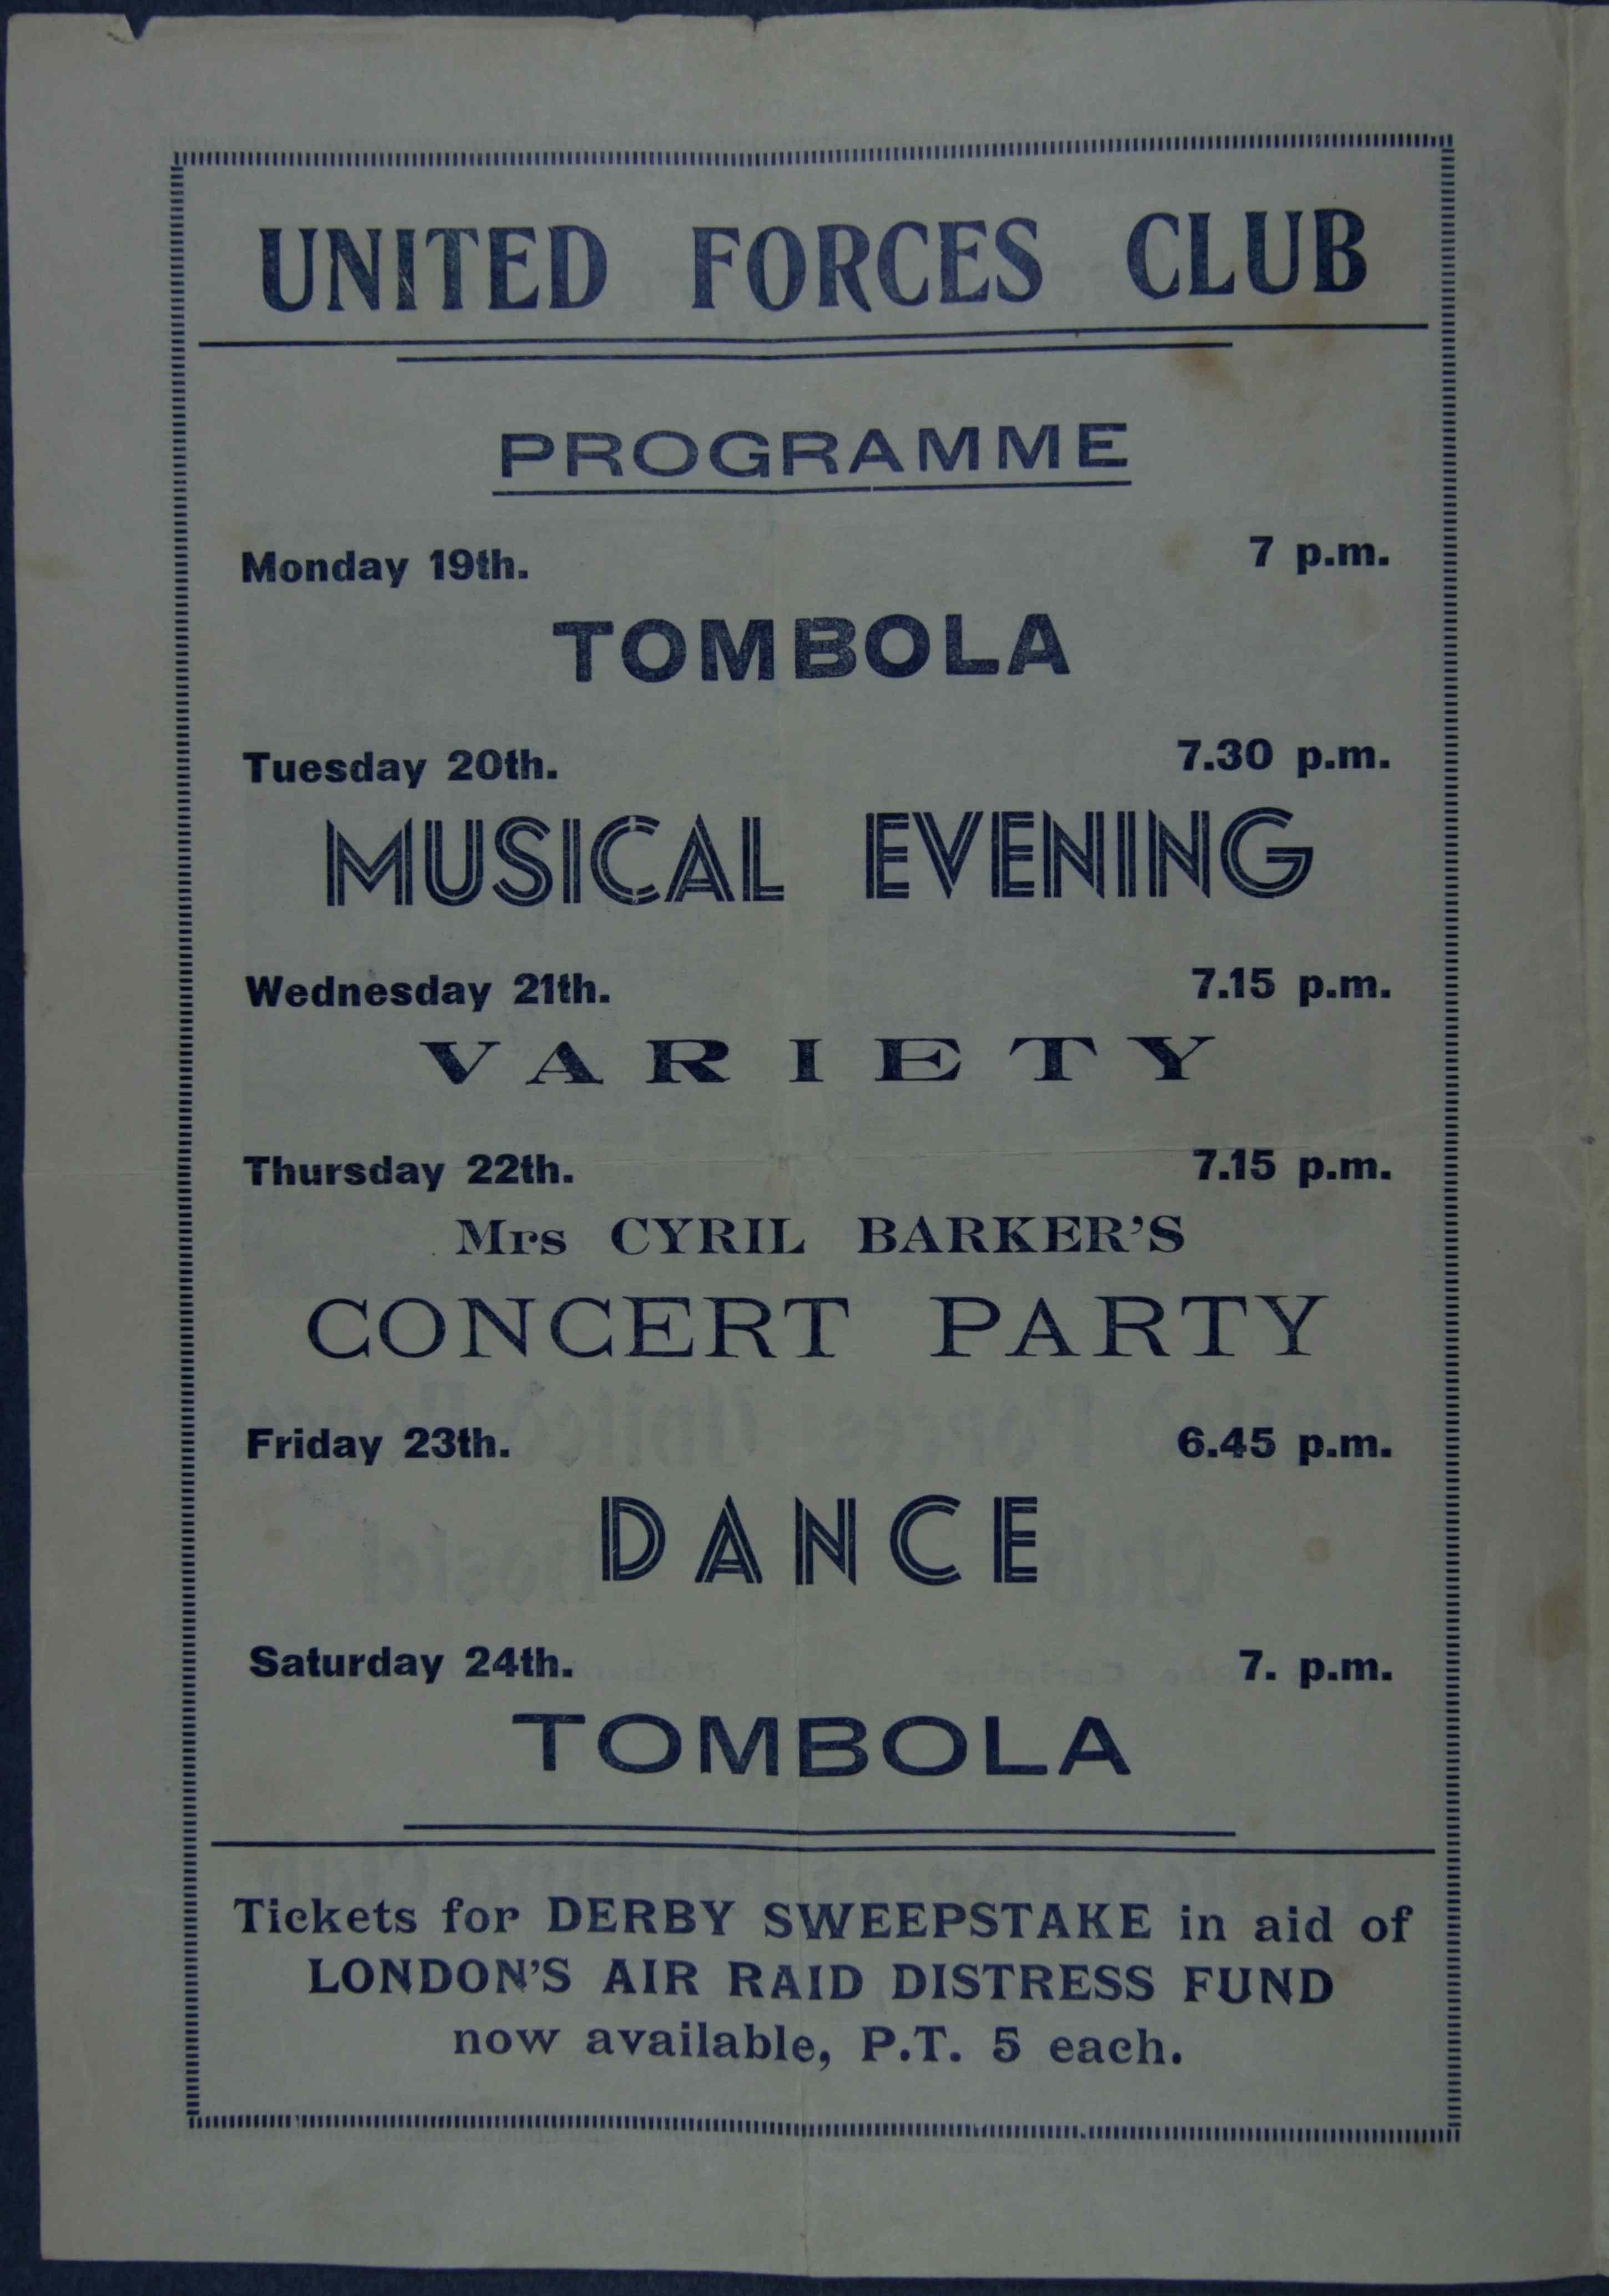 UNITED FORCES CLUB
PROGRAMME
Monday 19th. 7 p.m.
TOMBOLA
Tuesday 20th. 7.30 p.m.
MUSICAL EVENING
Wednesday 21th. 7.15 p.m.
VARIETY
Thursday 22th. 7.15 p.m.
Mrs CYRIL BARKER'S
CONCERT PARTY
Friday 23th. 6.45 p.m.
DANCE
Saturday 24th. 7. p.m.
TOMBOLA
Tickets for DERBY SWEEPSTAKE in aid of
LONDON'S AIR RAID DISTRESS FUND
now available, P.T. 5 each.